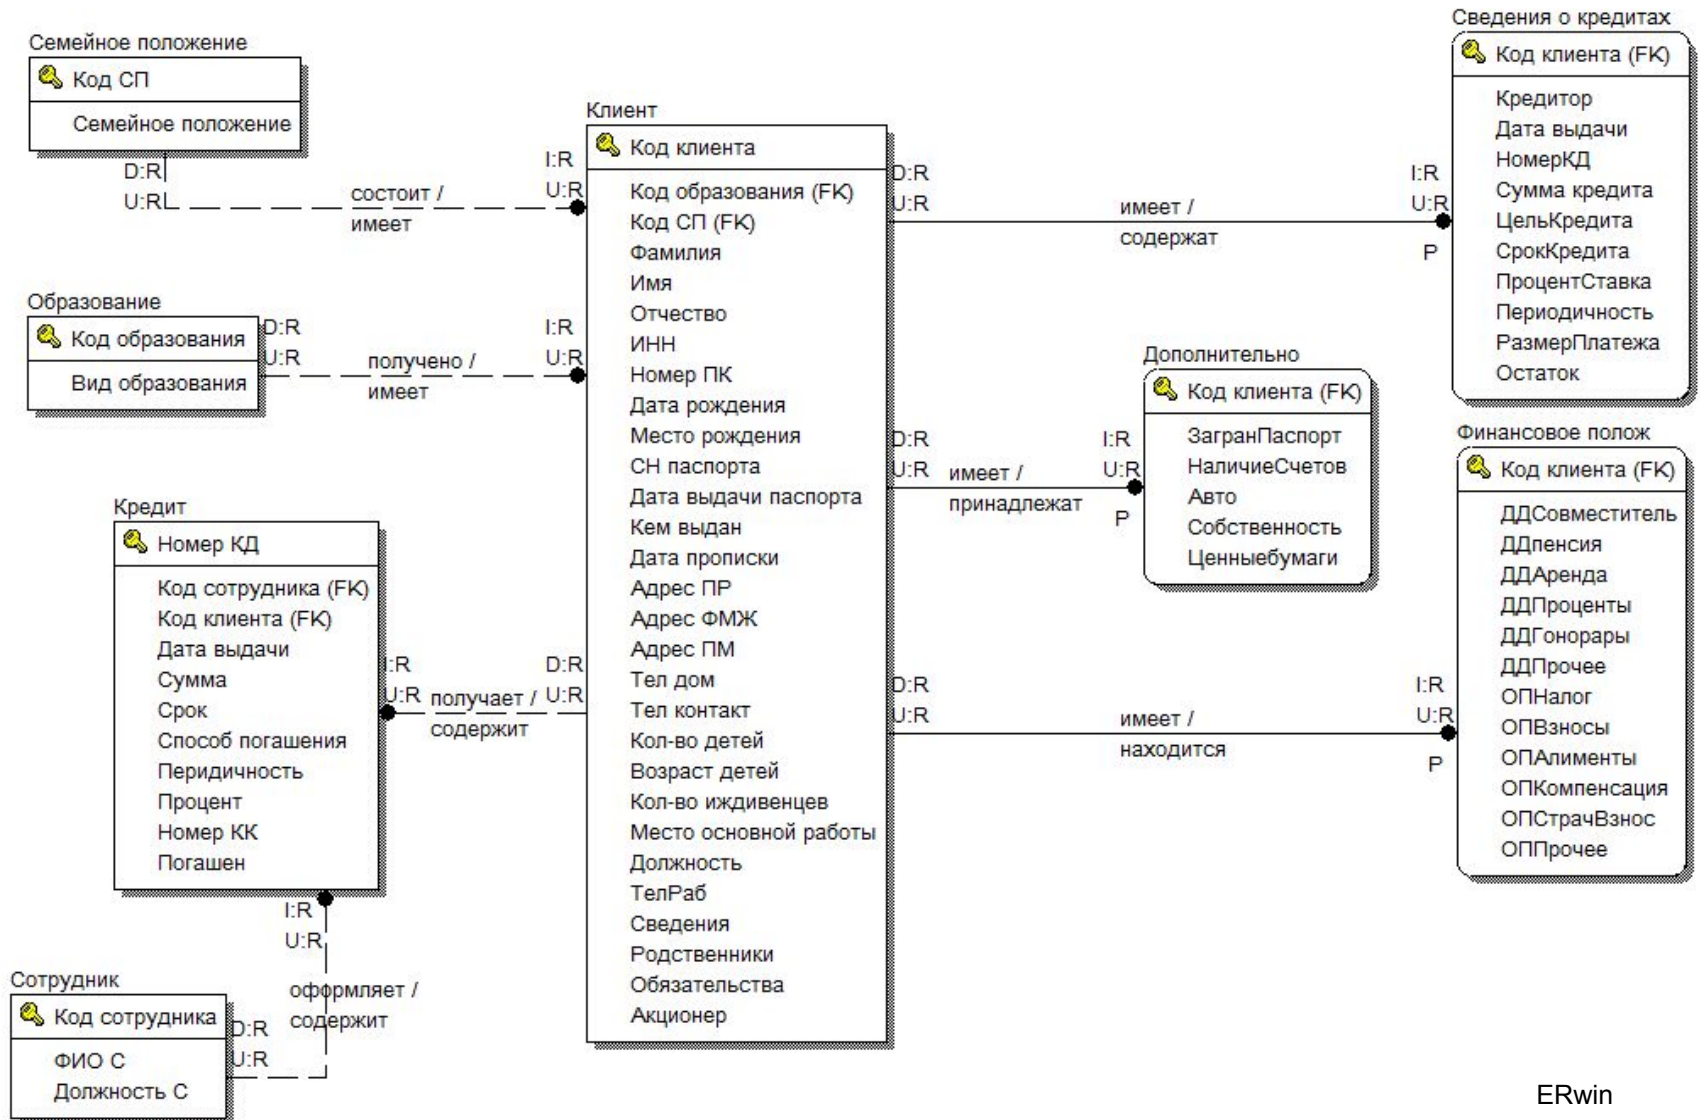 Семейное положение
Код СП
Семейное положение
D:R
U:R
состоит /
имеет
I:R
U:R
Образование
Код образования
Вид образования
D:R
U:R
получено /
имеет
I:R
U:R
Кредит
Номер КД
Код сотрудника (FK)
Код клиента (FK)
Дата выдачи
Сумма
Срок
Способ погашения
Перидичность
Процент
Номер КК
Погашен
I:R
U:R
получает /
содержит
D:R
U:R
I:R
U:R
оформляет /
содержит
Сотрудник
Код сотрудника
ФИО С
Должность С
D:R
U:R
Клиент
Код клиента
Код образования (FK)
Код СП (FK)
Фамилия
Имя
Отчество
ИНН
Номер ПК
Дата рождения
Место рождения
СН паспорта
Дата выдачи паспорта
Кем выдан
Дата прописки
Адрес ПР
Адрес ФМЖ
Адрес ПМ
Тел дом
Тел контакт
Кол-во детей
Возраст детей
Кол-во иждивенцев
Место основной работы
Должность
ТелРаб
Сведения
Родственники
Обязательства
Акционер
D:R
U:R
имеет /
содержат
I:R
U:R
P
Сведения о кредитах
Код клиента (FK)
Кредитор
Дата выдачи
НомерКД
Сумма кредита
ЦельКредита
СрокКредита
ПроцентСтавка
Периодичность
РазмерПлатежа
Остаток
D:R
U:R
имеет /
принадлежат
I:R
U:R
P
Дополнительно
Код клиента (FK)
ЗагранПаспорт
НаличиеСчетов
Авто
Собственность
Ценныебумаги
D:R
U:R
имеет /
находится
I:R
U:R
P
Финансовое полож
Код клиента (FK)
ДДСовместитель
ДДпенсия
ДДАренда
ДДПроценты
ДДГонорары
ДДПрочее
ОПНалог
ОПВзносы
ОПАлименты
ОПКомпенсация
ОПСтрачВзнос
ОППрочее
ERwin